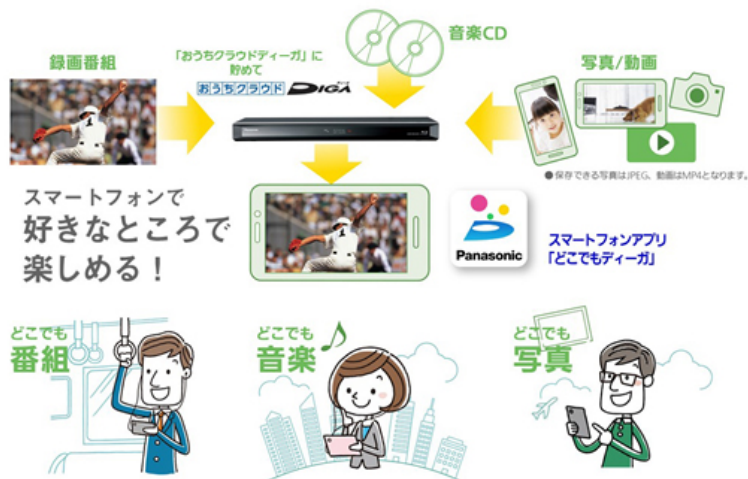 音楽CD
録画番組
「おうちクラウドディーガ」に
貯めて
おうちクラウド DIGA
写真/動画
Panasonic
●保存できる写真はJPEG、動画はMP4となります。
スマートフォンで
好きなところで
楽しめる！
Panasonic
スマートフォンアプリ
「どこでもディーガ」
どこでも
番組
どこでも
音楽
どこでも
写真